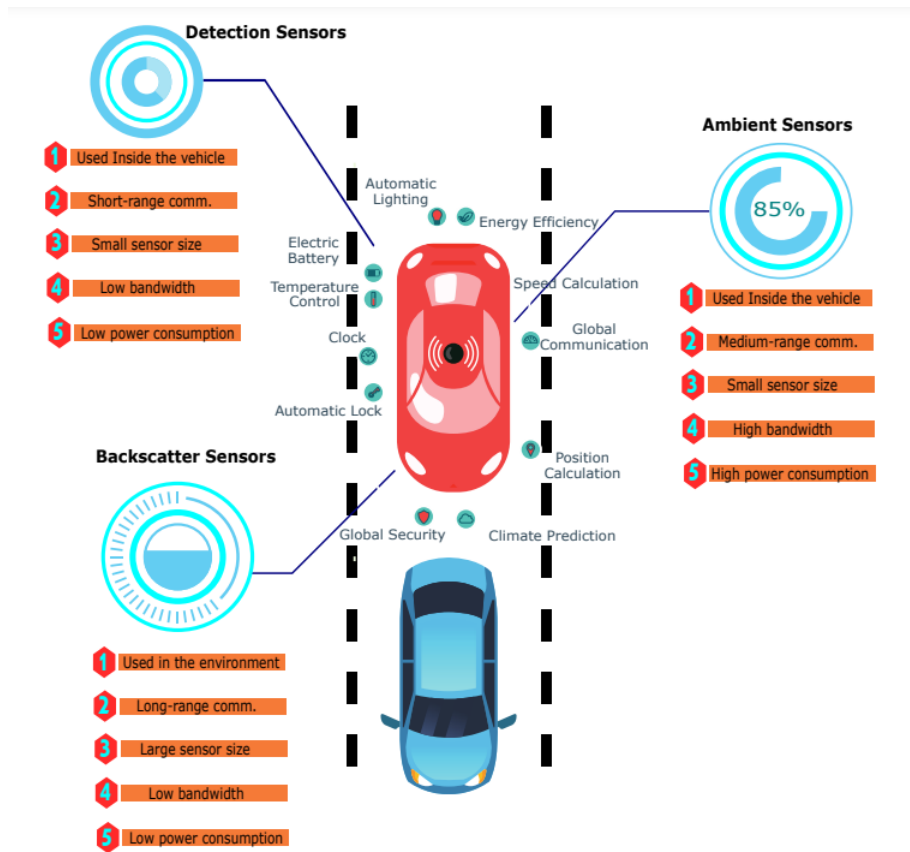 Detection Sensors
1 Used Inside the vehicle
2 Short-range comm.
3 Small sensor size
4 Low bandwidth
5 Low power consumption
Ambient Sensors
85%
1 Used Inside the vehicle
2 Medium-range comm.
3 Small sensor size
4 High bandwidth
5 High power consumption
Automatic
Lighting
Energy Efficiency
Electric
Battery
Temperature
Control
Speed Calculation
Clock
Global
Communication
Automatic Lock
Position
Calculation
Global Security
Climate Prediction
Backscatter Sensors
1 Used in the environment
2 Long-range comm.
3 Large sensor size
4 Low bandwidth
5 Low power consumption